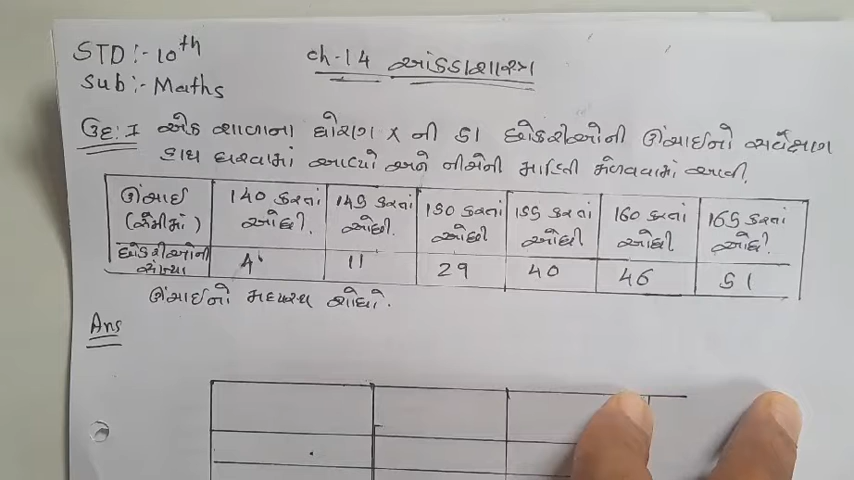 STD :- 10th
Sub :- Maths
ch-14 આંકડાશાસ્ત્ર
ઉદા: I એક શાળાના ધોરણ X ની 51 છોકરીઓની ઊંચાઈનો સર્વેક્ષણ
હાથ ધરવામાં આવ્યો અને નીચેની માહિતી મેળવવામાં આવી.
ઊંચાઈ (સેમીમાં) 140 કરતાં ઓછી. 145 કરતાં ઓછી. 150 કરતાં ઓછી 155 કરતાં ઓછી 160 કરતાં ઓછી 165 કરતાં ઓછી.
છોકરીઓની સંખ્યા 4 11 29 40 46 51
ઊંચાઈનો મધ્યસ્થ શોધો.
Ans